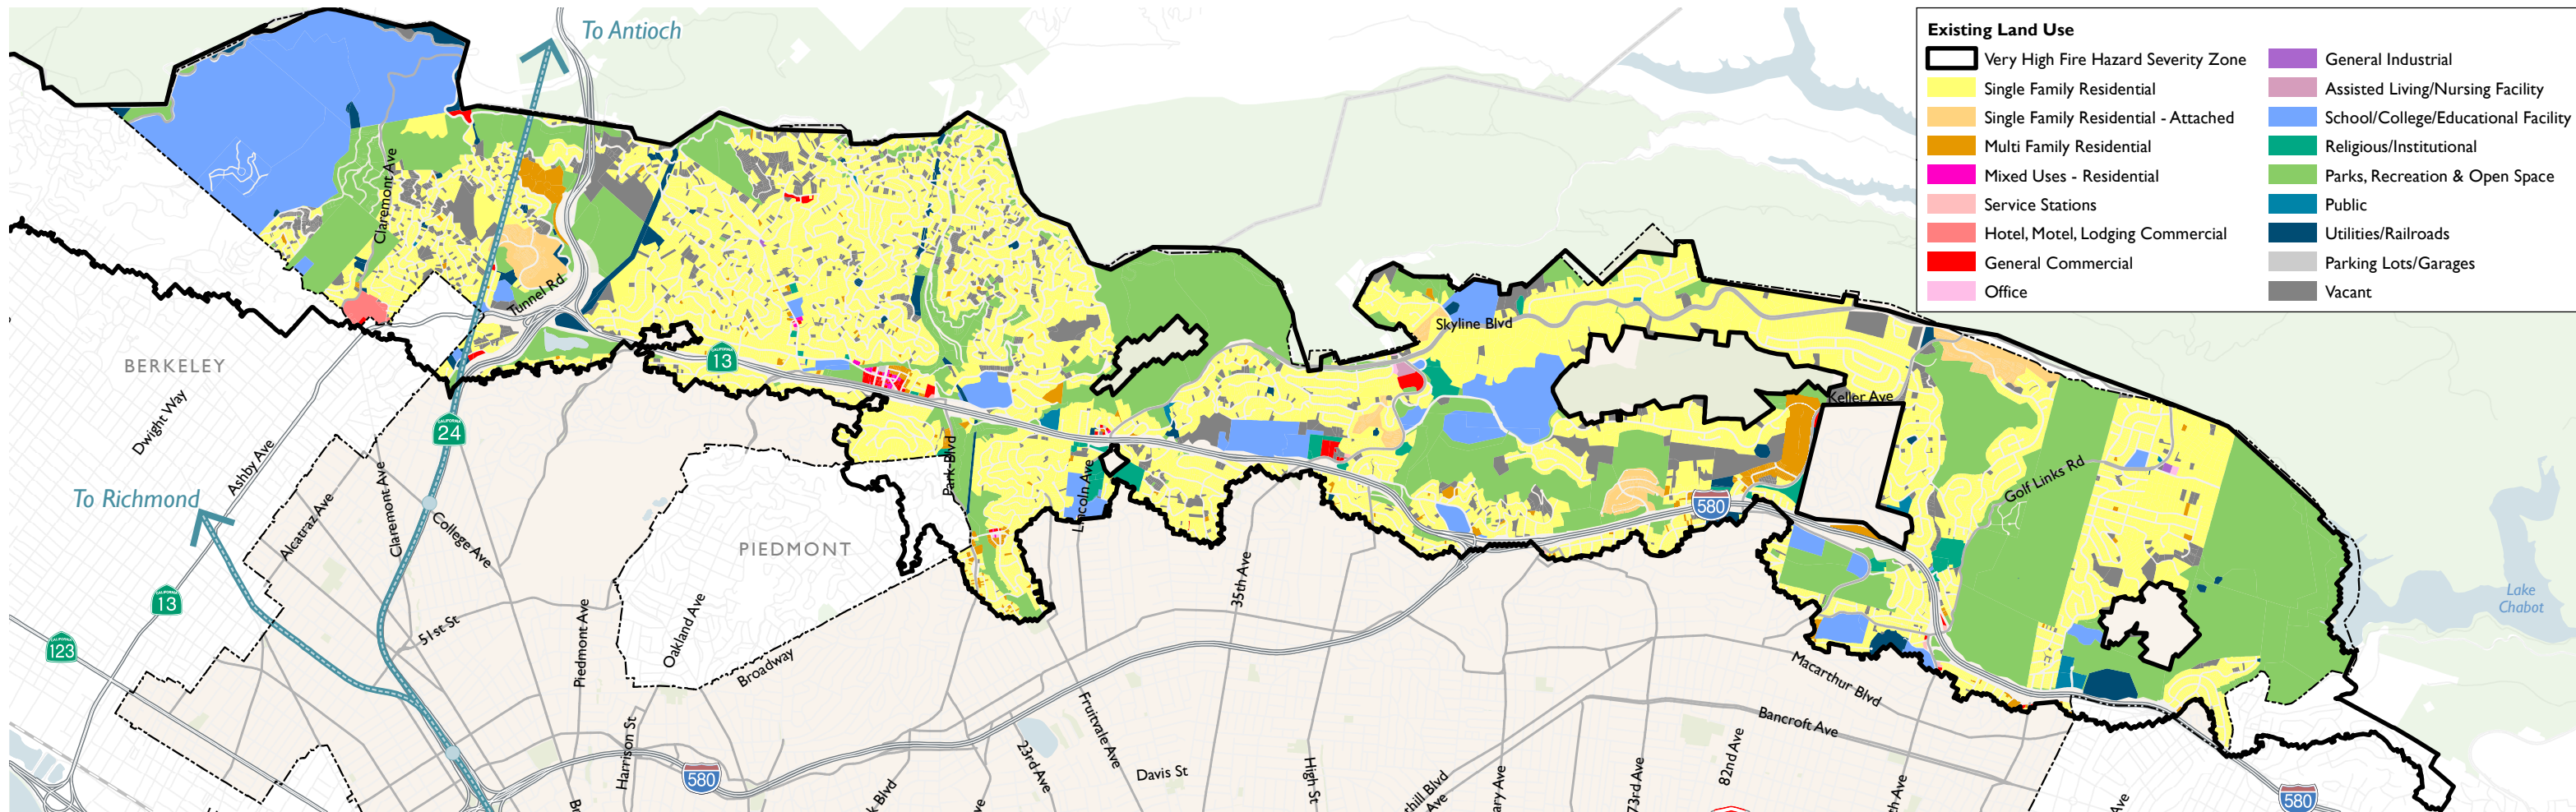 To Antioch
Existing Land Use
Very High Fire Hazard Severity Zone
Single Family Residential
Single Family Residential - Attached
Multi Family Residential
Mixed Uses - Residential
Service Stations
Hotel, Motel, Lodging Commercial
General Commercial
Office
General Industrial
Assisted Living/Nursing Facility
School/College/Educational Facility
Religious/Institutional
Parks, Recreation & Open Space
Public
Utilities/Railroads
Parking Lots/Garages
Vacant
Claremont Ave
Tunnel Rd
Skyline Blvd
CALIFORNIA
13
BERKELEY
Dwight Way
Keller Ave
CALIFORNIA
24
Ashby Ave
Park Blvd
Lincoln Ave
Golf Links Rd
To Richmond
Alcatraz Ave
Claremont Ave
College Ave
580
PIEDMONT
35th Ave
CALIFORNIA
13
Lake
Chabot
CALIFORNIA
123
51st St
Piedmont Ave
Oakland Ave
Broadway
Macarthur Blvd
Bancroft Ave
Harrison St
580
23rd Ave
Fruitvale Ave
Davis St
High St
73rd Ave
82nd Ave
580